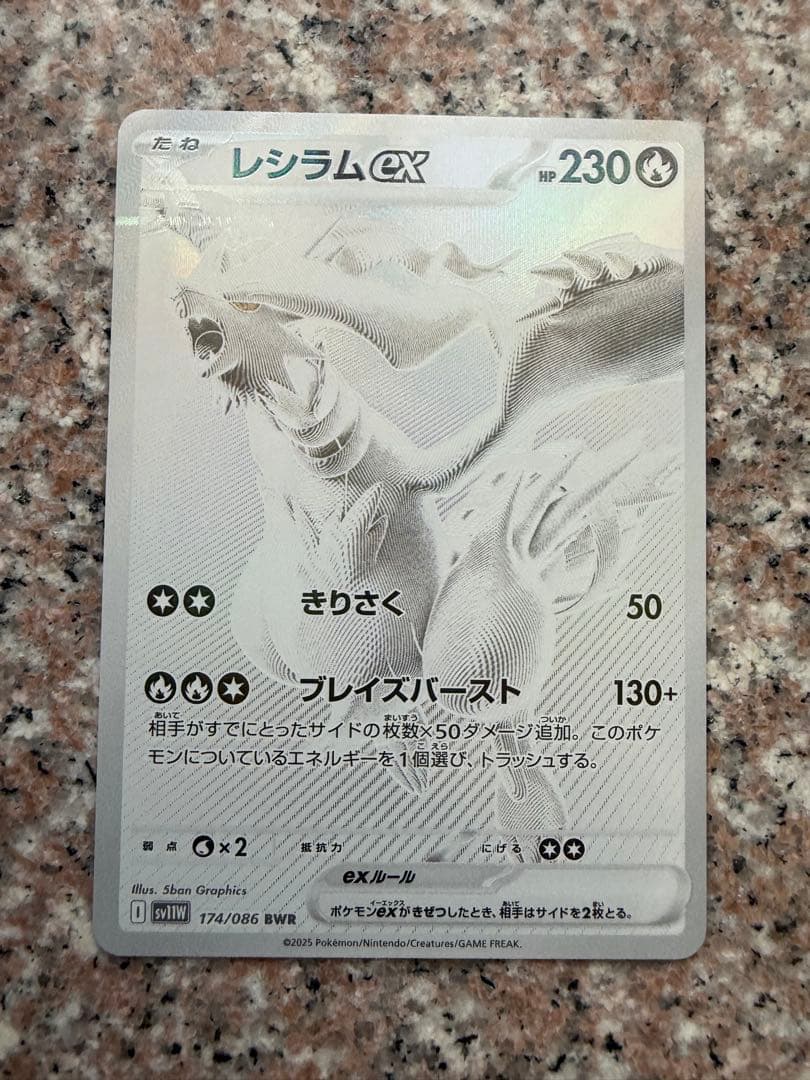 たね レシラムex HP230
きりさく 50
ブレイズバースト 130+
相手がすでにとったサイドの枚数×50ダメージ追加。このポケ
モンについているエネルギーを1個選び、トラッシュする。
弱点 ×2 抵抗力 にげる
exルール
ポケモンexがきぜつしたとき、相手はサイドを2枚とる。
Illus. 5ban Graphics
I sv11W 174/086 BWR
©2025 Pokémon/Nintendo/Creatures/GAME FREAK.